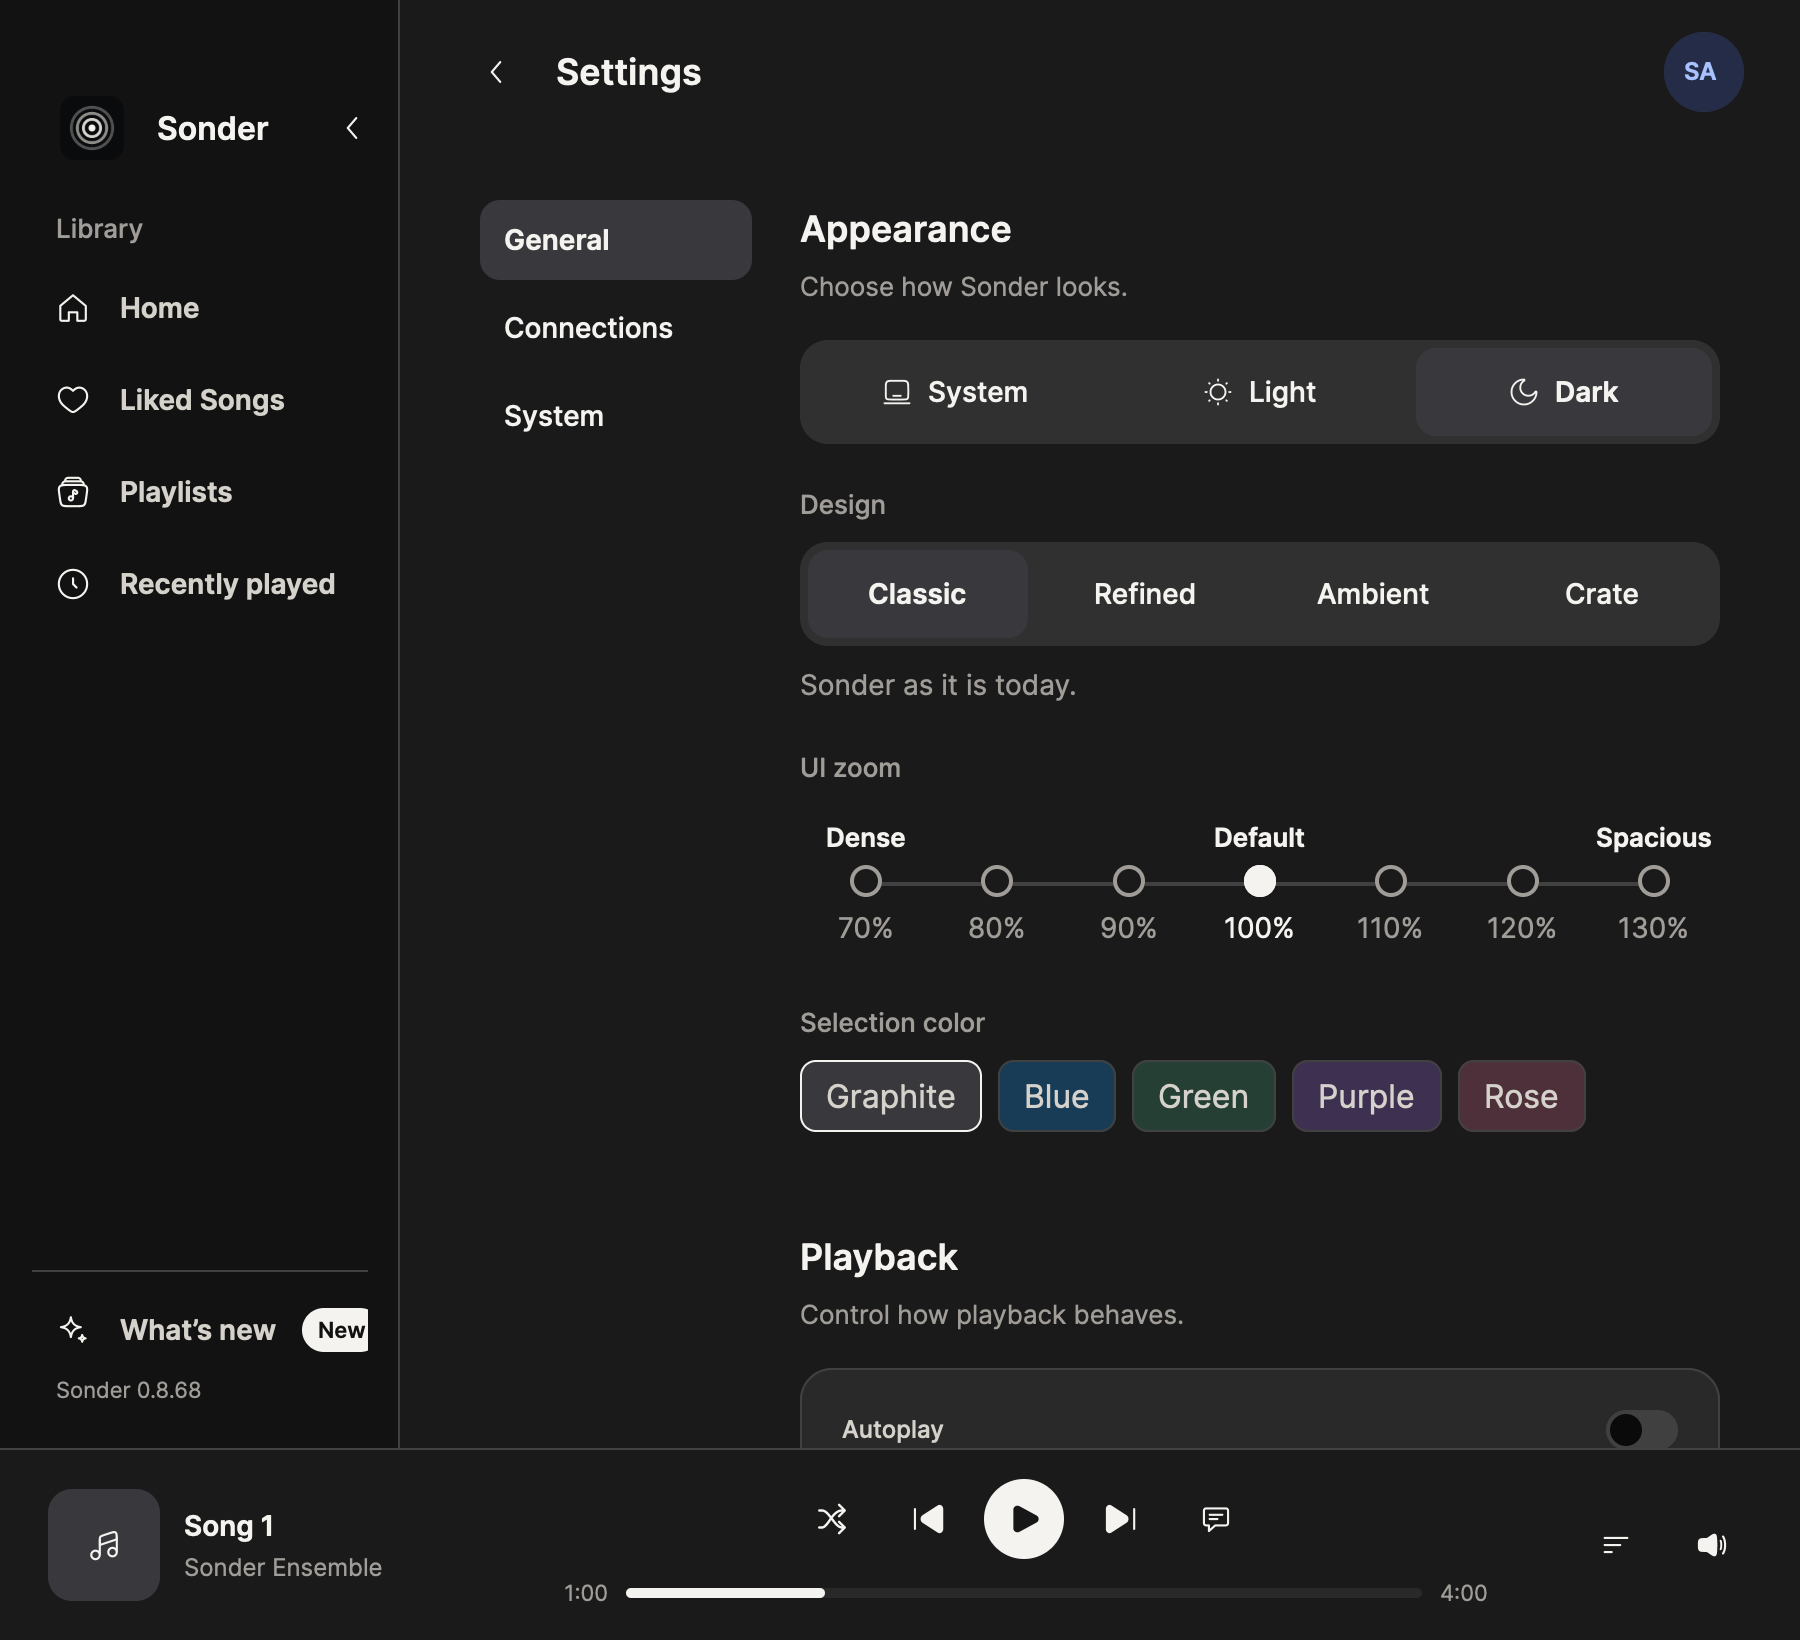 Sonder
Library
Home
Liked Songs
Playlists
Recently played
What’s new New
Sonder 0.8.68
Settings
SA
General
Connections
System
Appearance
Choose how Sonder looks.
System Light Dark
Design
Classic Refined Ambient Crate
Sonder as it is today.
UI zoom
Dense Default Spacious
70% 80% 90% 100% 110% 120% 130%
Selection color
Graphite Blue Green Purple Rose
Playback
Control how playback behaves.
Autoplay
Song 1
Sonder Ensemble
1:00 4:00